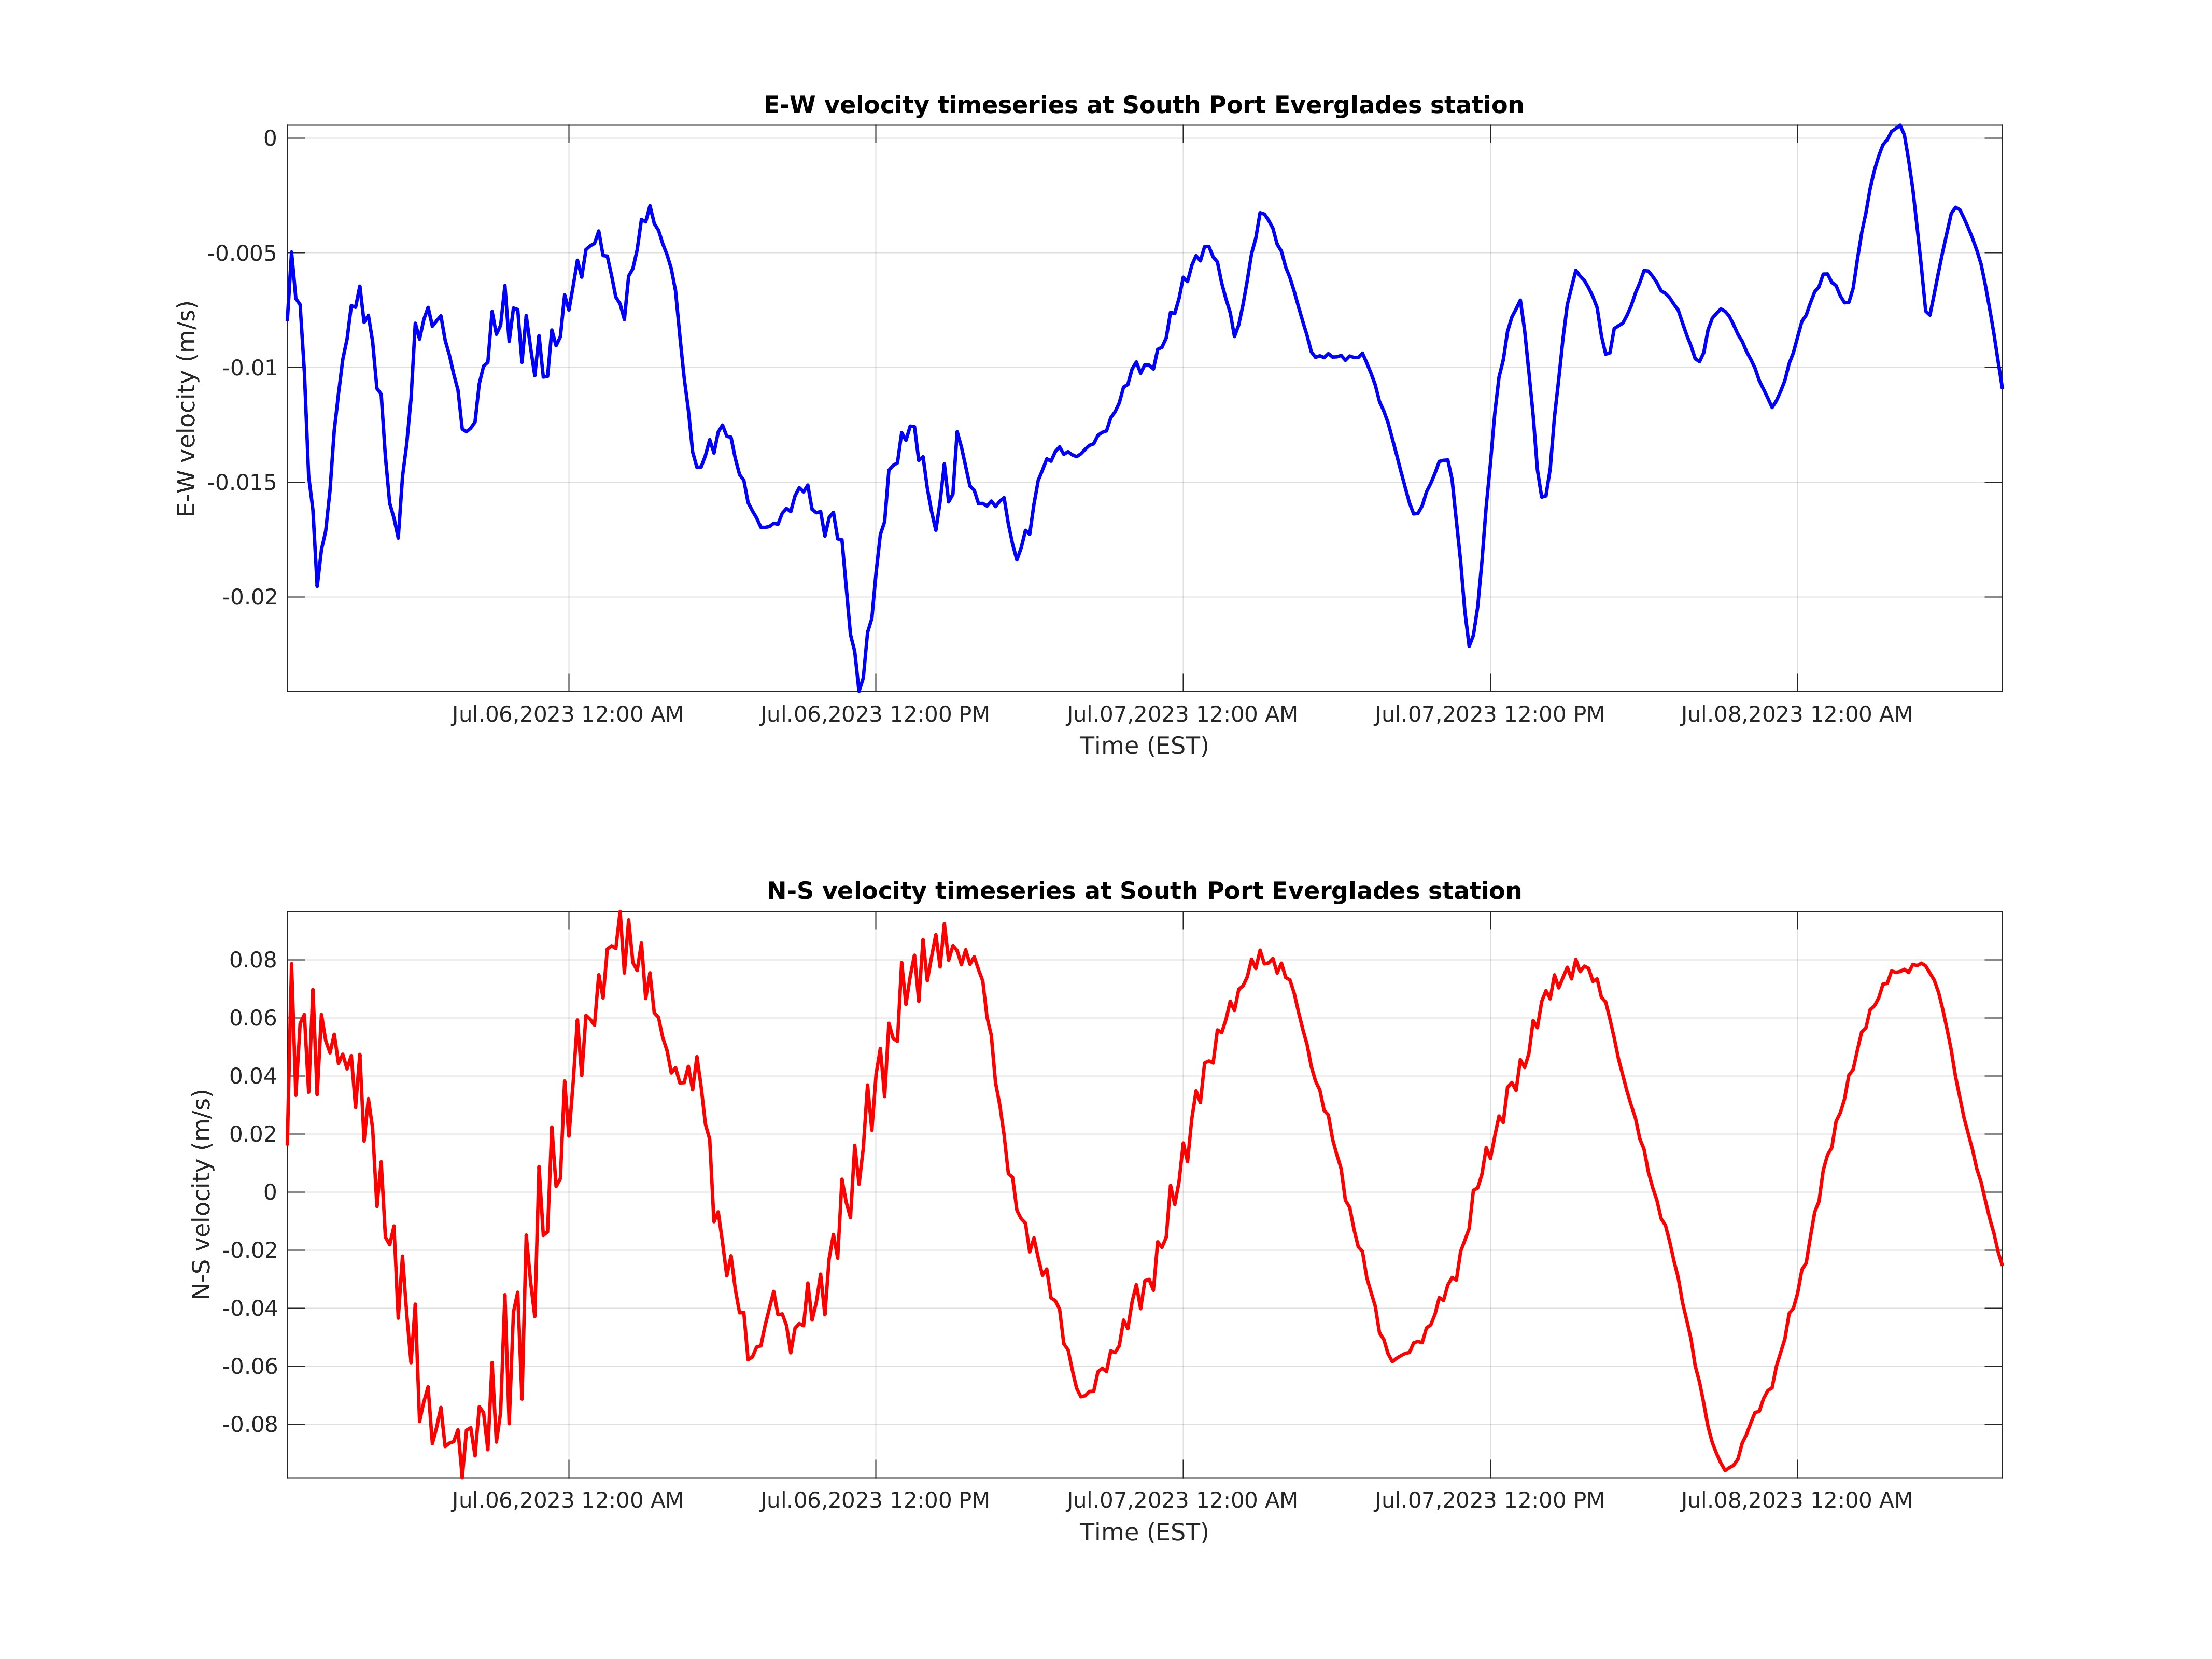 E-W velocity timeseries at South Port Everglades station
E-W velocity (m/s)
0
-0.005
-0.01
-0.015
-0.02
Jul.06,2023 12:00 AM
Jul.06,2023 12:00 PM
Jul.07,2023 12:00 AM
Jul.07,2023 12:00 PM
Jul.08,2023 12:00 AM
Time (EST)
N-S velocity timeseries at South Port Everglades station
N-S velocity (m/s)
0.08
0.06
0.04
0.02
0
-0.02
-0.04
-0.06
-0.08
Jul.06,2023 12:00 AM
Jul.06,2023 12:00 PM
Jul.07,2023 12:00 AM
Jul.07,2023 12:00 PM
Jul.08,2023 12:00 AM
Time (EST)